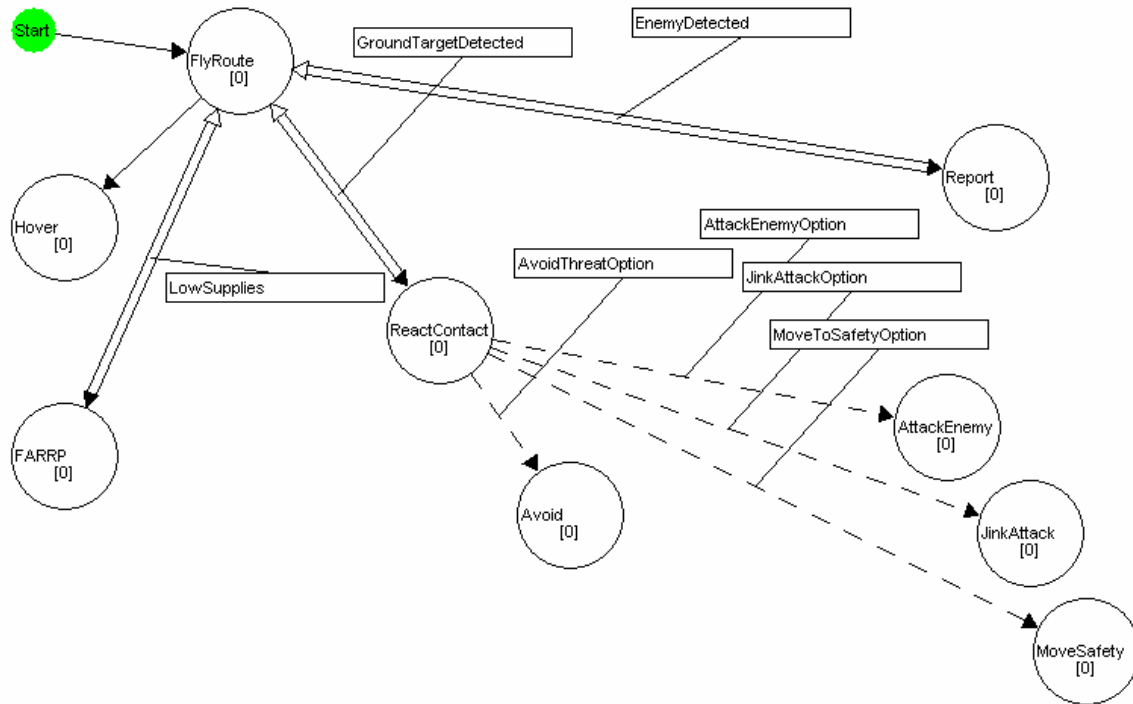 Start
FlyRoute
[0]
GroundTargetDetected
EnemyDetected
Report
[0]
Hover
[0]
AttackEnemyOption
AvoidThreatOption
JinkAttackOption
LowSupplies
MoveToSafetyOption
ReactContact
[0]
AttackEnemy
[0]
FARRP
[0]
Avoid
[0]
JinkAttack
[0]
MoveSafety
[0]